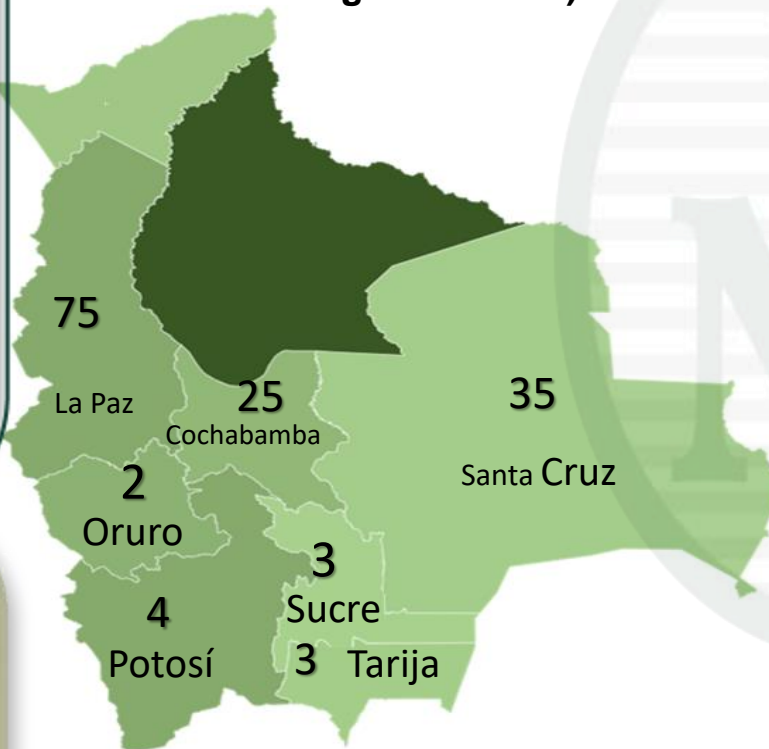 75
La Paz
25
Cochabamba
35
Santa Cruz
2
Oruro
3
Sucre
4
Potosí
3 Tarija